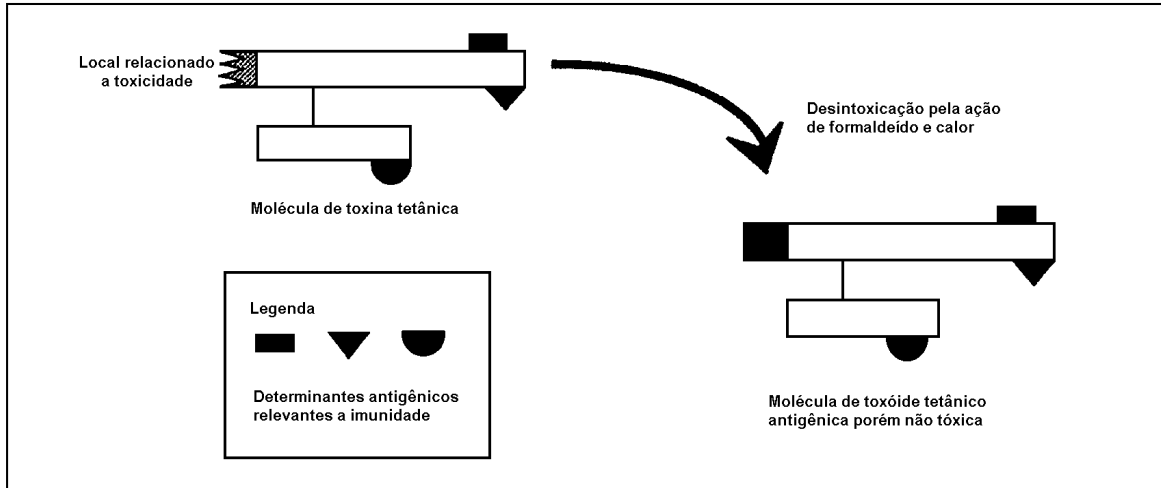 Local relacionado
a toxicidade
Molécula de toxina tetânica
Desintoxicação pela ação
de formaldeído e calor
Legenda
Determinantes antigênicos
relevantes a imunidade
Molécula de toxóide tetânico
antigênica porém não tóxica